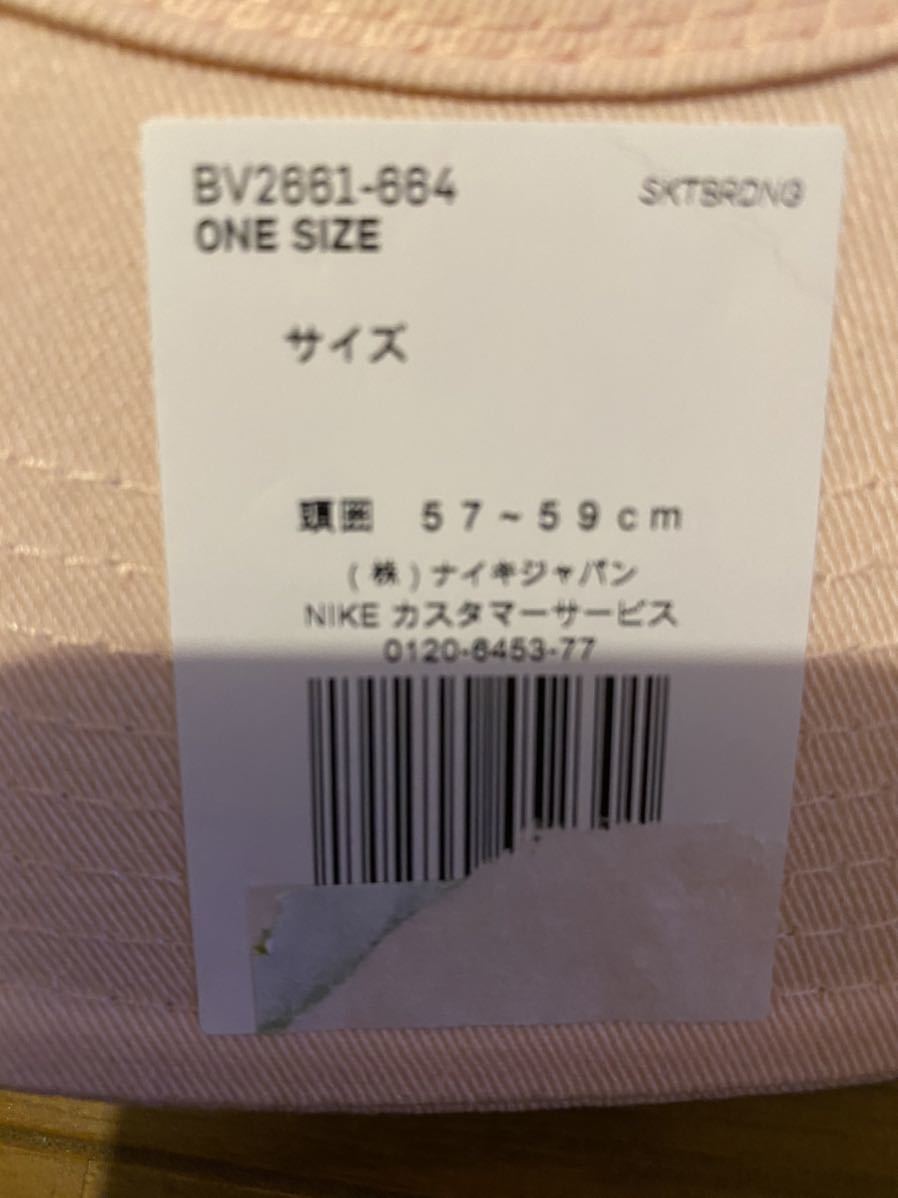 BV2661-664
SKTBRDNG
ONE SIZE
サイズ
頭囲 57~59cm
(株)ナイキジャパン
NIKE カスタマーサービス
0120-6453-77